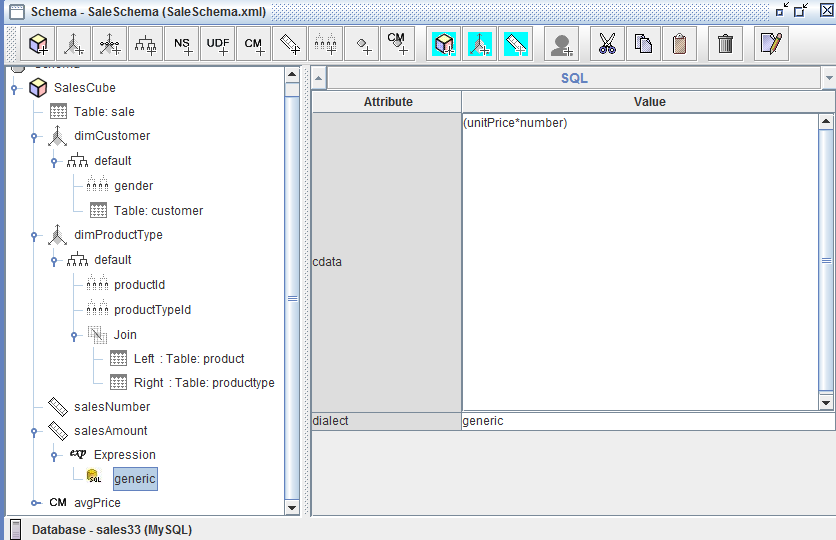 Schema - SaleSchema (SaleSchema.xml)
NS UDF CM CM
SalesCube
Table: sale
dimCustomer
default
gender
Table: customer
dimProductType
default
productId
productTypeId
Join
Left : Table: product
Right : Table: producttype
salesNumber
salesAmount
exp Expression
SQL generic
CM avgPrice
SQL
Attribute Value
cdata (unitPrice*number)
dialect generic
Database - sales33 (MySQL)